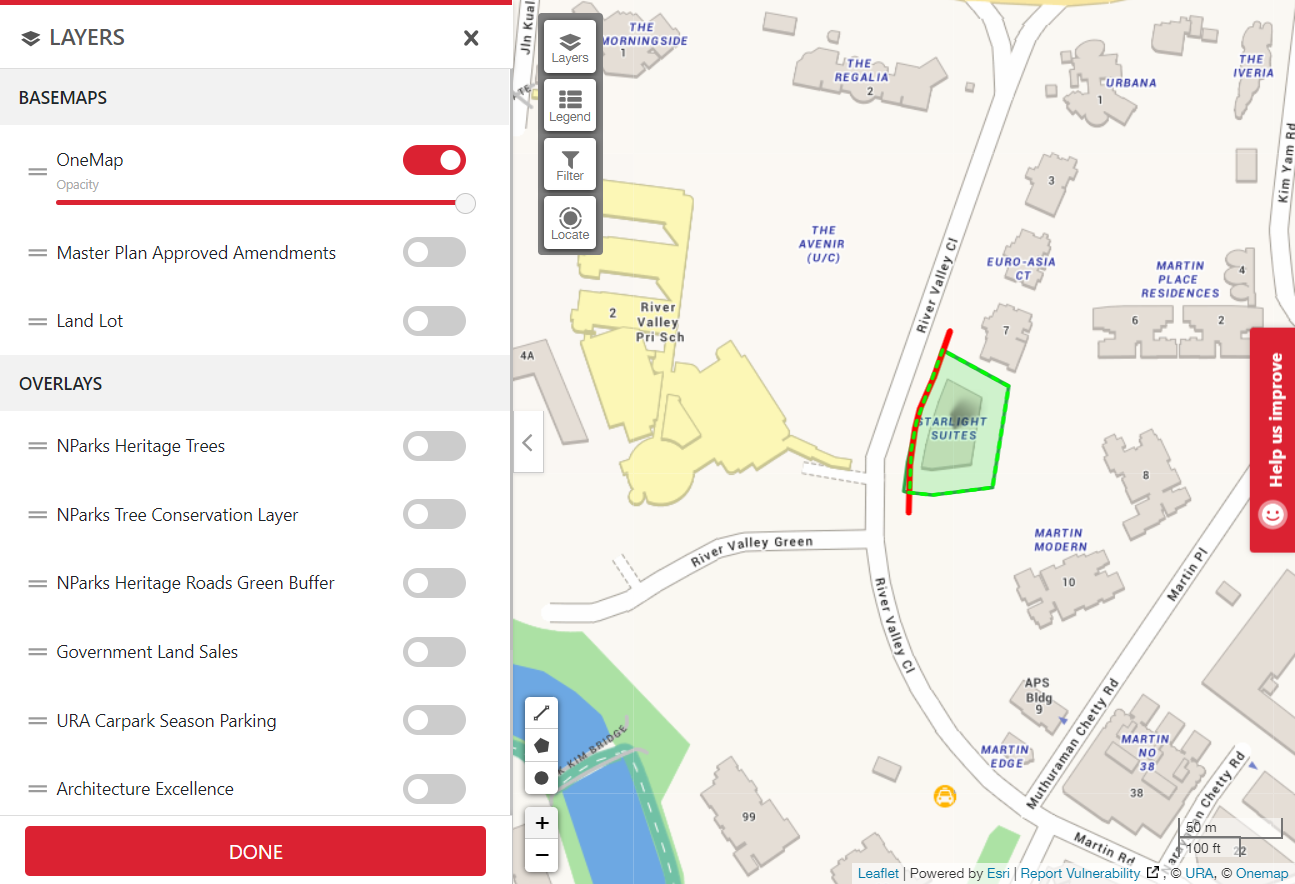 LAYERS
BASEMAPS
OneMap
Opacity
Master Plan Approved Amendments
Land Lot
OVERLAYS
NParks Heritage Trees
NParks Tree Conservation Layer
NParks Heritage Roads Green Buffer
Government Land Sales
URA Carpark Season Parking
Architecture Excellence
DONE
Layers
Legend
Filter
Locate
Jln Kual
THE
MORNINGSIDE
1
THE
REGALIA
2
URBANA
1
THE
IVERIA
Kim Yam Rd
3
THE
AVENIR
(U/C)
River Valley Cl
EURO-ASIA
CT
MARTIN
PLACE
RESIDENCES
4
6
2
7
2
River
Valley
Pri Sch
4A
STARLIGHT
SUITES
Help us improve
8
River Valley Green
MARTIN
MODERN
10
Martin Pl
River Valley Cl
APS
Bldg
9
Muthuraman Chetty Rd
MARTIN
EDGE
MARTIN
NO
38
38
KIM BRIDGE
99
Martin Rd
+
−
50 m
100 ft
22
Leaflet | Powered by Esri | Report Vulnerability , © URA, © Onemap